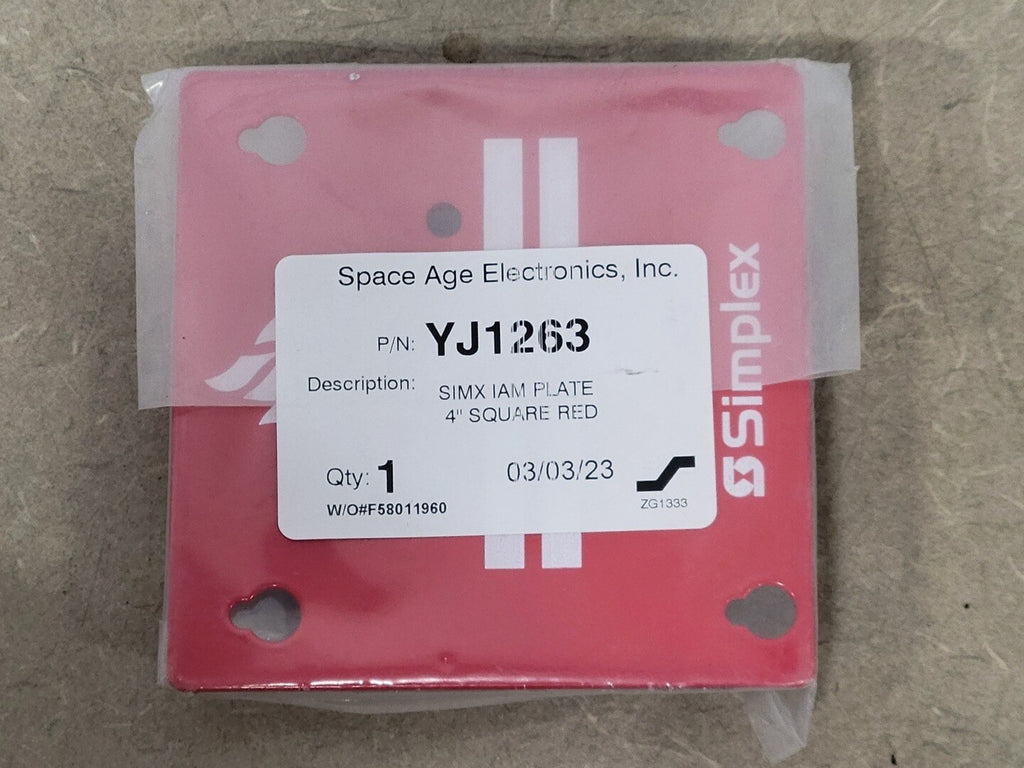 Space Age Electronics, Inc.
P/N: YJ1263
Description: SIMX IAM PLATE
4" SQUARE RED
Qty: 1 03/03/23
W/O#F58011960 ZG1333
Simplex